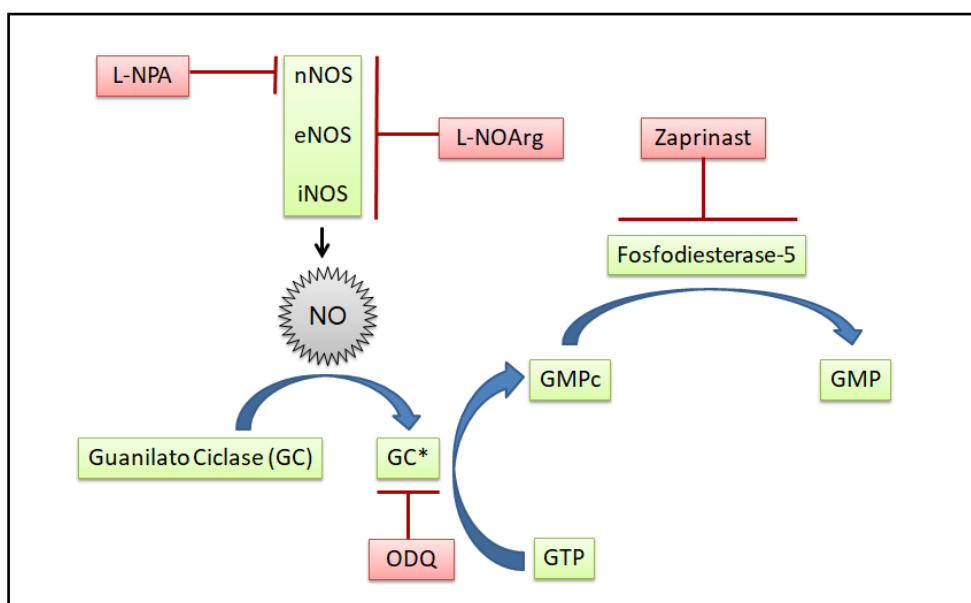 L-NPA
nNOS
eNOS
iNOS
L-NOArg
Zaprinast
Fosfodiesterase-5
NO
GMPc
GMP
Guanilato Ciclase (GC)
GC*
ODQ
GTP